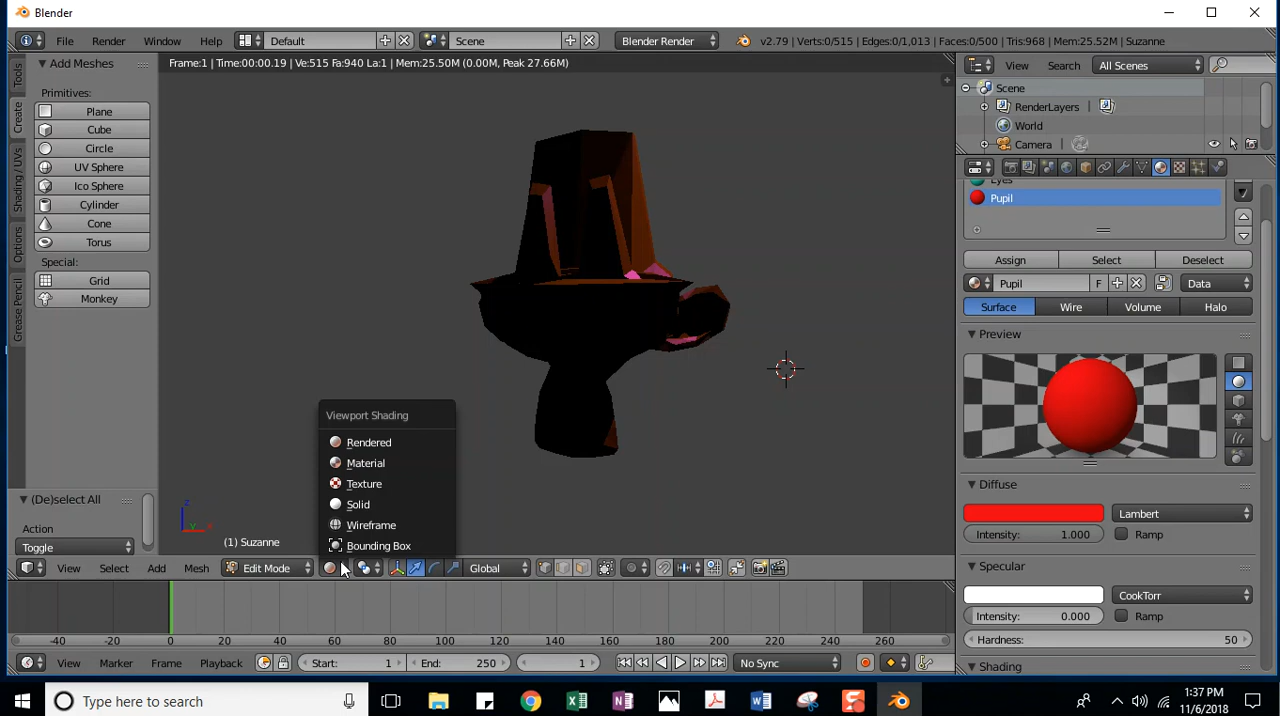 Blender
File Render Window Help Default Scene Blender Render v2.79 | Verts:0/515 | Edges:0/1,013 | Faces:0/500 | Tris:968 | Mem:25.52M | Suzanne
Frame:1 | Time:00:00.19 | Ve:515 Fa:940 La:1 | Mem:25.50M (0.00M, Peak 27.66M)
Tools
Create
Shading / UVs
Options
Grease Pencil
Add Meshes
Primitives:
Plane
Cube
Circle
UV Sphere
Ico Sphere
Cylinder
Cone
Torus
Special:
Grid
Monkey
(De)select All
Action
Toggle
Viewport Shading
Rendered
Material
Texture
Solid
Wireframe
Bounding Box
z
y x
(1) Suzanne
View Select Add Mesh Edit Mode Global
-40 -20 0 20 40 60 80 100 120 140 160 180 200 220 240 260
View Marker Frame Playback Start: 1 End: 250 1 No Sync
View Search All Scenes
Scene
RenderLayers
World
Camera
Pupil
Assign Select Deselect
Pupil F Data
Surface Wire Volume Halo
Preview
Diffuse
Lambert
Intensity: 1.000 Ramp
Specular
CookTorr
Intensity: 0.000 Ramp
Hardness: 50
Shading
Type here to search
1:37 PM
11/6/2018